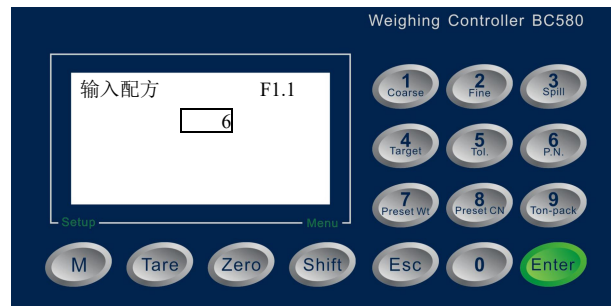 Weighing Controller BC580
输入配方 F1.1
6
Setup Menu
1 2 3
Coarse Fine Spill
4 5 6
Target Tol. P.N.
7 8 9
Preset Wt Preset CN Ton-pack
M Tare Zero Shift Esc 0 Enter